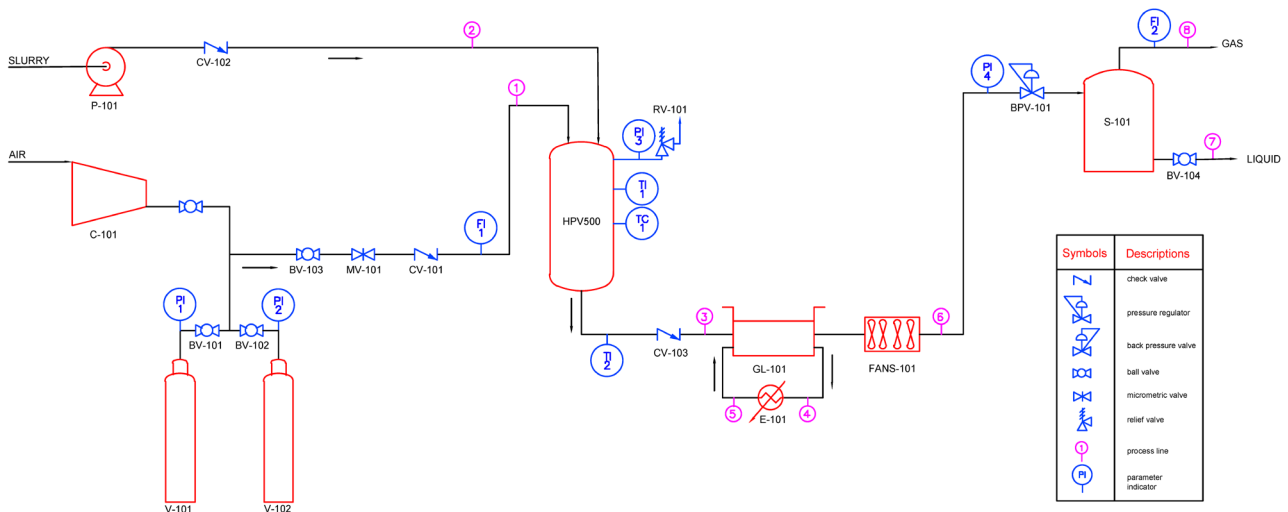 2
FI
2
8
GAS
SLURRY
CV-102
P-101
1
PI
4
BPV-101
S-101
RV-101
PI
3
AIR
7
LIQUID
BV-104
TI
1
HPV500
TC
1
C-101
FI
1
BV-103
MV-101
CV-101
Symbols
Descriptions
check valve
pressure regulator
back pressure valve
ball valve
micrometric valve
relief valve
1
process line
PI
parameter
indicator
PI
1
PI
2
BV-101
BV-102
3
6
TI
2
CV-103
GL-101
FANS-101
5
4
E-101
V-101
V-102